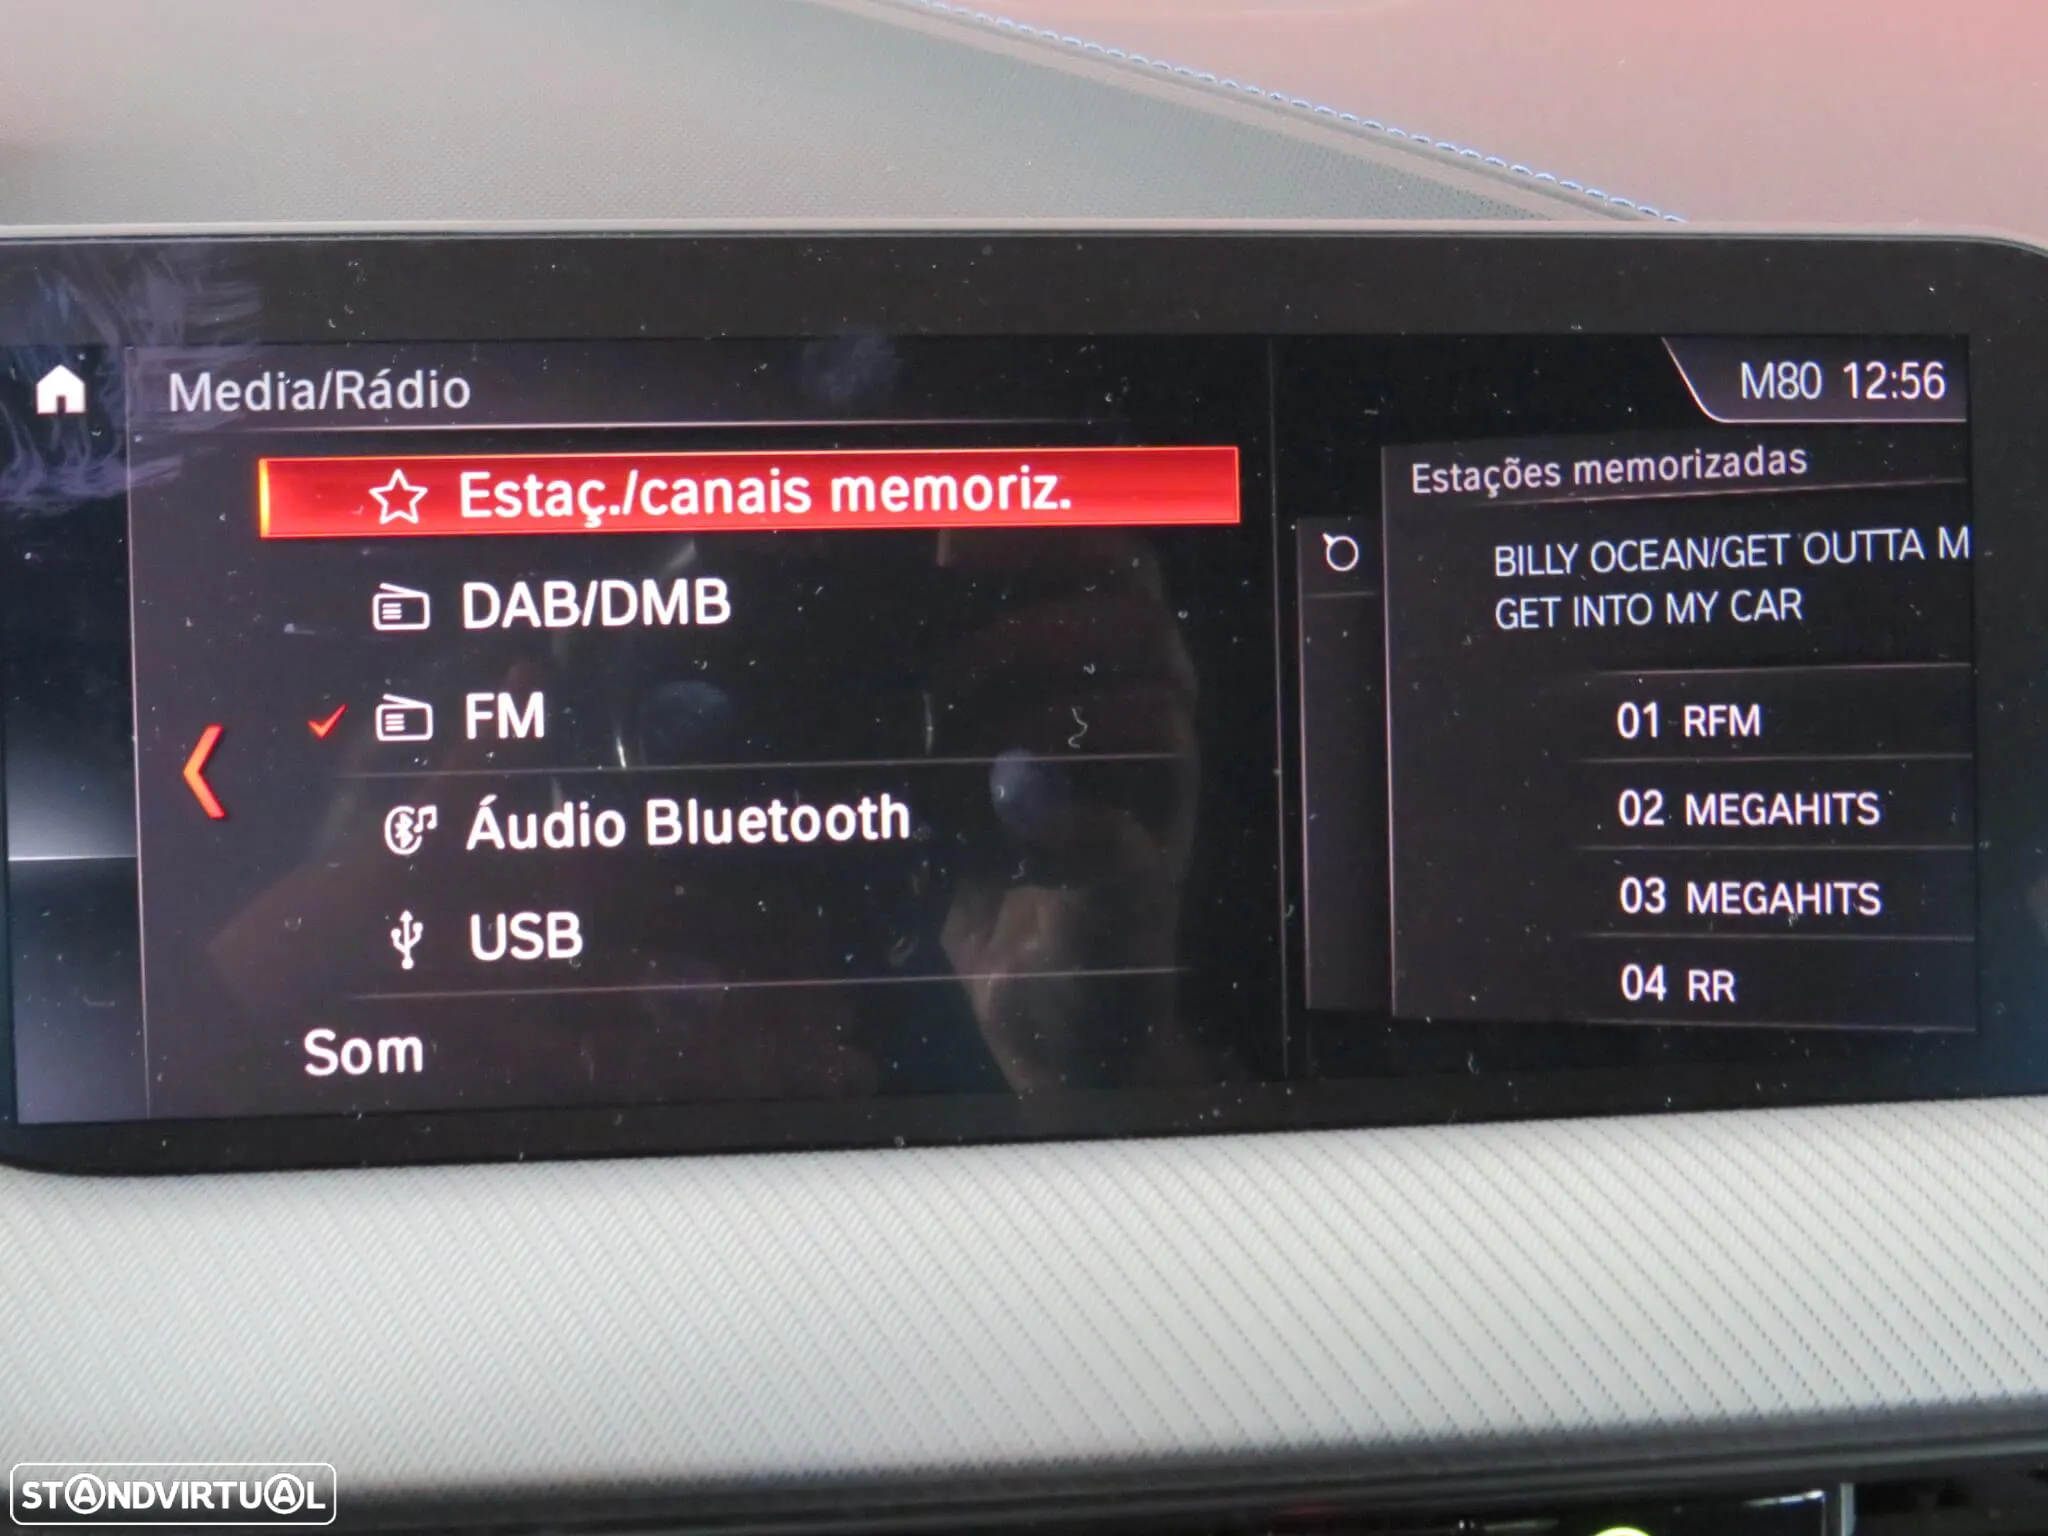 Media/Rádio
M80 12:56
Estaç./canais memoriz.
DAB/DMB
FM
Áudio Bluetooth
USB
Som
Estações memorizadas
BILLY OCEAN/GET OUTTA M
GET INTO MY CAR
01 RFM
02 MEGAHITS
03 MEGAHITS
04 RR
STANDVIRTUAL